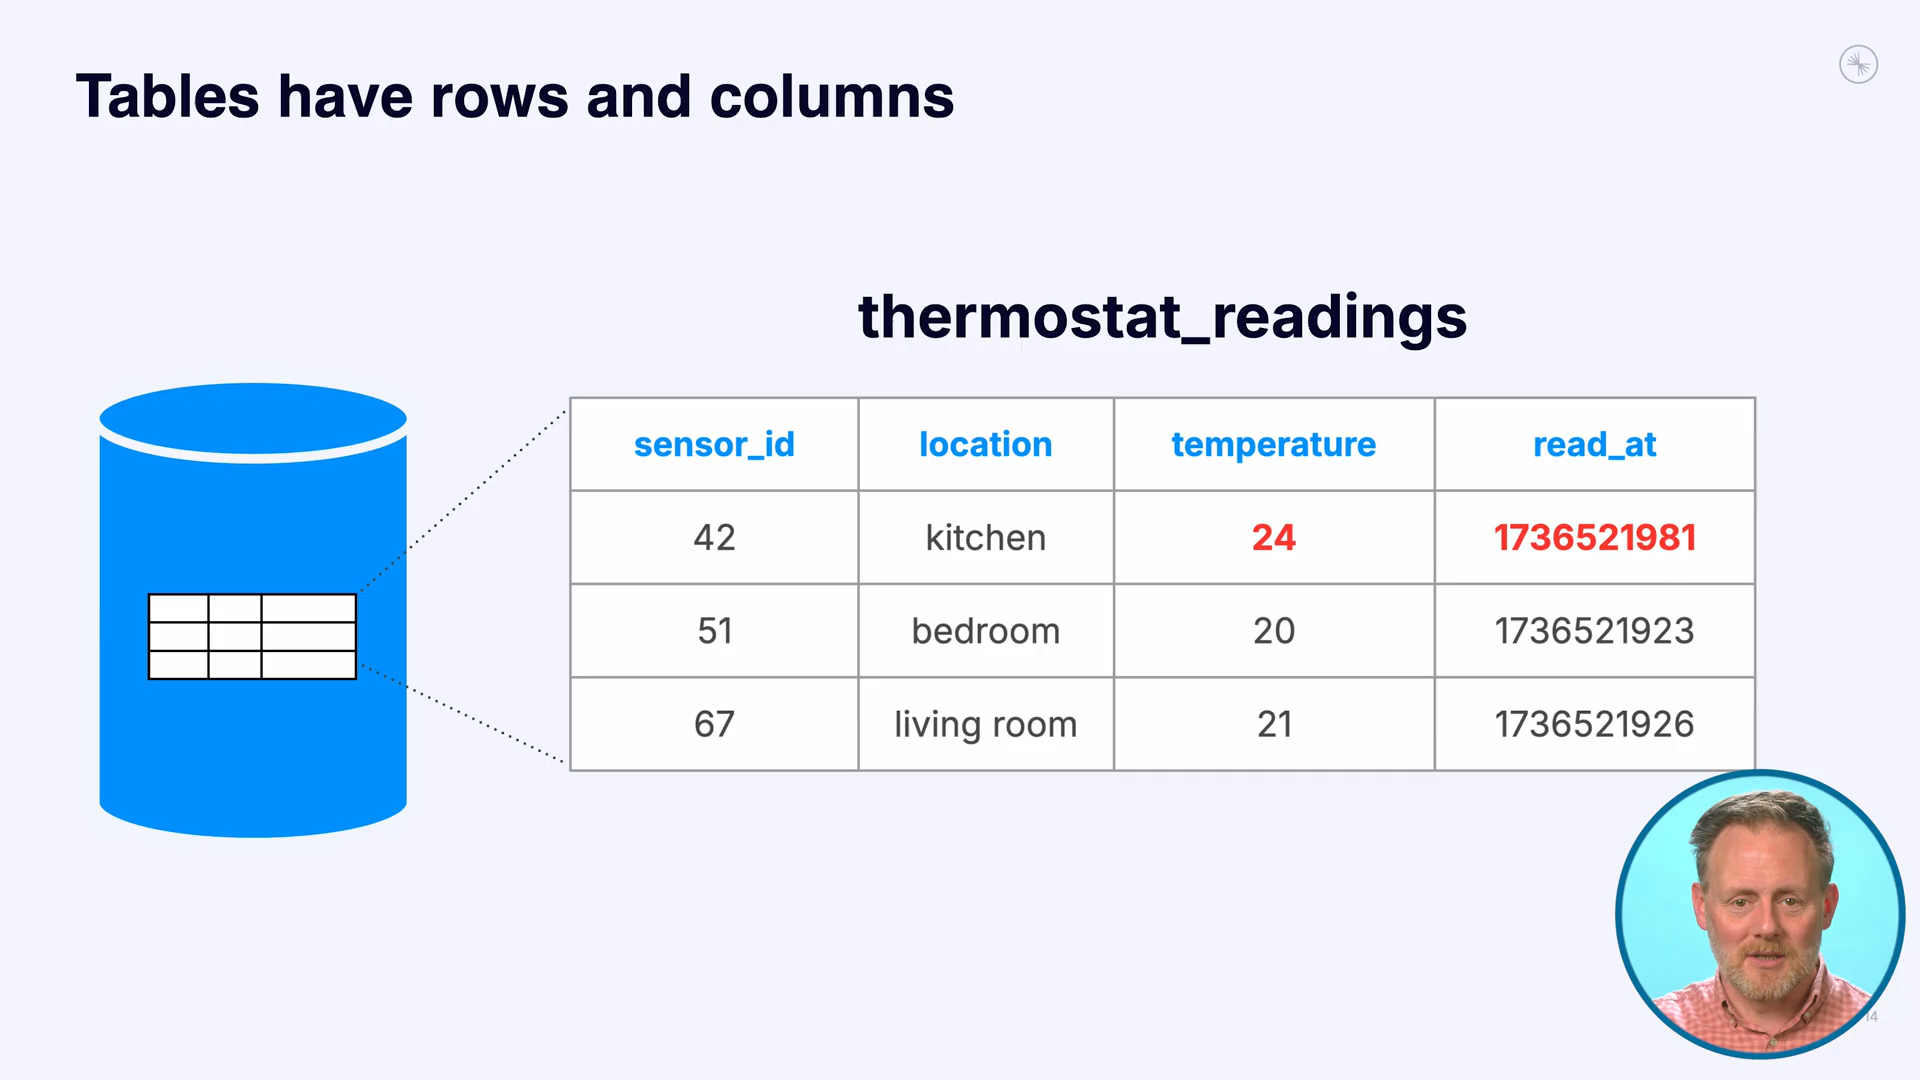 Tables have rows and columns
thermostat_readings
sensor_id location temperature read_at
42 kitchen 24 1736521981
51 bedroom 20 1736521923
67 living room 21 1736521926
14